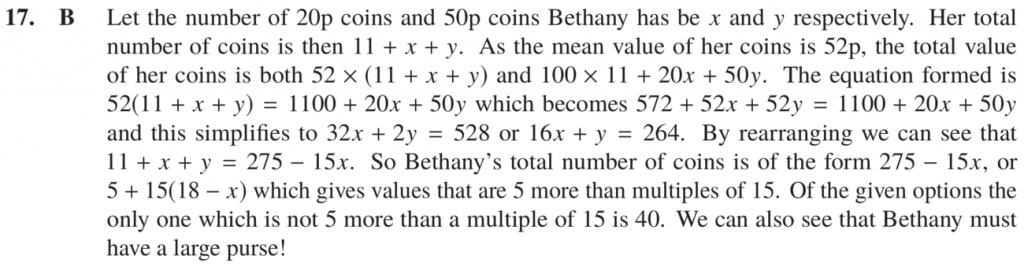 17. B Let the number of 20p coins and 50p coins Bethany has be x and y respectively. Her total
number of coins is then 11 + x + y. As the mean value of her coins is 52p, the total value
of her coins is both 52 × (11 + x + y) and 100 × 11 + 20x + 50y. The equation formed is
52(11 + x + y) = 1100 + 20x + 50y which becomes 572 + 52x + 52y = 1100 + 20x + 50y
and this simplifies to 32x + 2y = 528 or 16x + y = 264. By rearranging we can see that
11 + x + y = 275 − 15x. So Bethany's total number of coins is of the form 275 − 15x, or
5 + 15(18 − x) which gives values that are 5 more than multiples of 15. Of the given options the
only one which is not 5 more than a multiple of 15 is 40. We can also see that Bethany must
have a large purse!